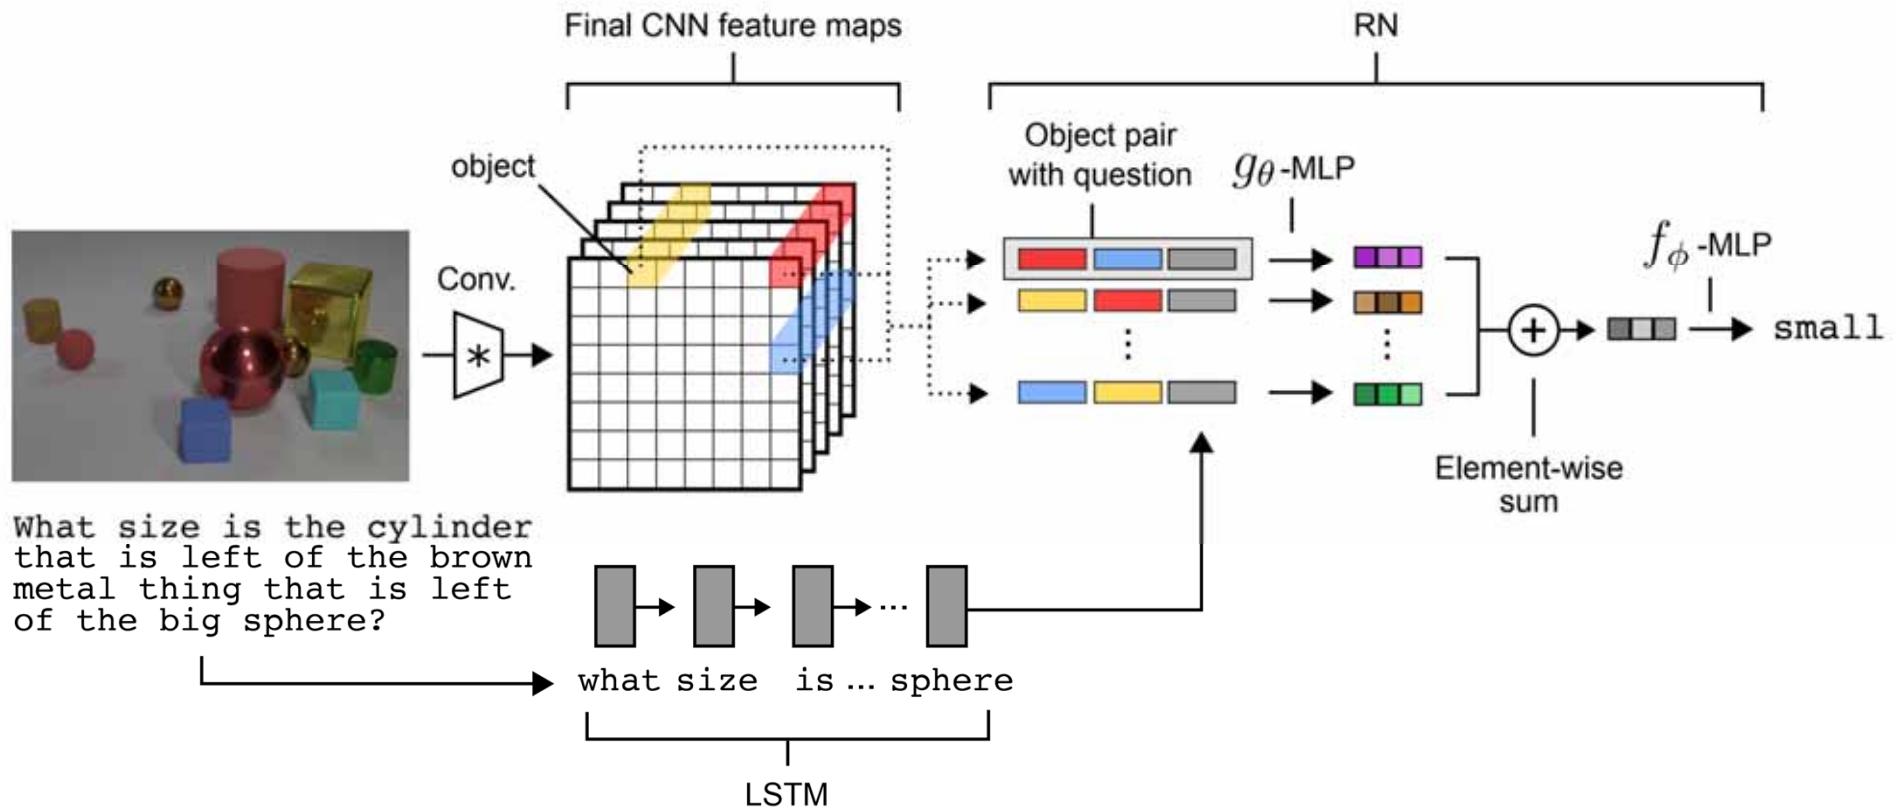 Final CNN feature maps
RN
object
Object pair
with question
gθ-MLP
fϕ-MLP
Conv.
*
+
small
Element-wise
sum
What size is the cylinder
that is left of the brown
metal thing that is left
of the big sphere?
...
what size is ... sphere
LSTM